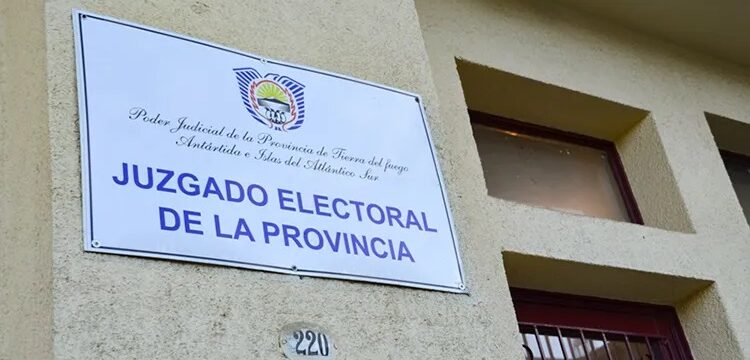 Poder Judicial de la Provincia de Tierra del fuego
Antártida e Islas del Atlántico Sur
JUZGADO ELECTORAL
DE LA PROVINCIA
220